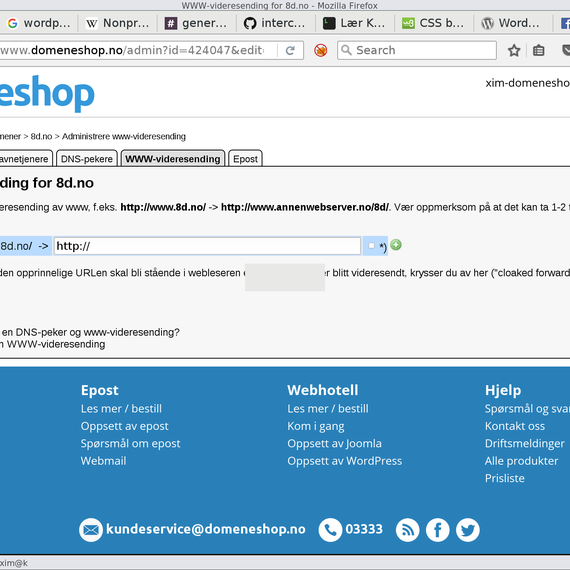 WWW-videresending for 8d.no - Mozilla Firefox
wordp... Nonpr... gener... interc... Lær K... CSS b... Word...
www.domeneshop.no/admin?id=424047&edit= Search
eshop
xim-domenesho
mener > 8d.no > Administrere www-videresending
avnetjenere DNS-pekere WWW-videresending Epost
ding for 8d.no
eresending av www, f.eks. http://www.8d.no/ -> http://www.annenwebserver.no/8d/. Vær oppmerksom på at det kan ta 1-2 t
8d.no/ -> http:// *)
den opprinnelige URLen skal bli stående i webleseren r blitt videresendt, krysser du av her ("cloaked forward
en DNS-peker og www-videresending?
n WWW-videresending
Epost Webhotell Hjelp
Les mer / bestill Les mer / bestill Spørsmål og sva
Oppsett av epost Kom i gang Kontakt oss
Spørsmål om epost Oppsett av Joomla Driftsmeldinger
Webmail Oppsett av WordPress Alle produkter
Prisliste
kundeservice@domeneshop.no 03333
xim@k